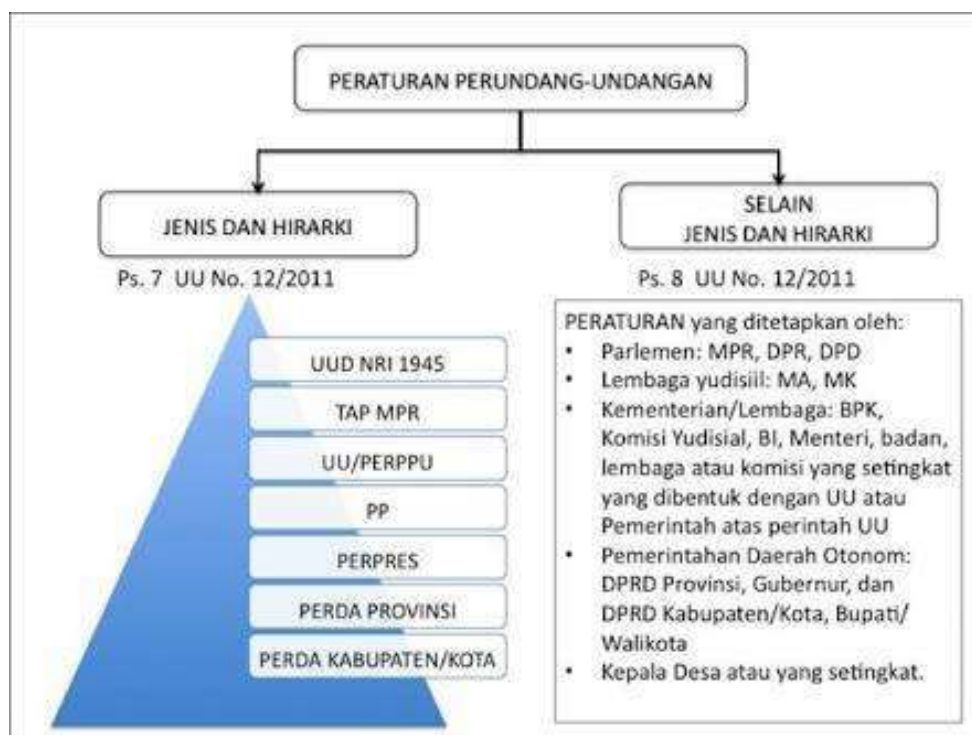 PERATURAN PERUNDANG-UNDANGAN
JENIS DAN HIRARKI
Ps. 7 UU No. 12/2011
UUD NRI 1945
TAP MPR
UU/PERPPU
PP
PERPRES
PERDA PROVINSI
PERDA KABUPATEN/KOTA
SELAIN
JENIS DAN HIRARKI
Ps. 8 UU No. 12/2011
PERATURAN yang ditetapkan oleh:
• Parlemen: MPR, DPR, DPD
• Lembaga yudisiil: MA, MK
• Kementerian/Lembaga: BPK,
Komisi Yudisial, BI, Menteri, badan,
lembaga atau komisi yang setingkat
yang dibentuk dengan UU atau
Pemerintah atas perintah UU
• Pemerintahan Daerah Otonom:
DPRD Provinsi, Gubernur, dan
DPRD Kabupaten/Kota, Bupati/
Walikota
• Kepala Desa atau yang setingkat.